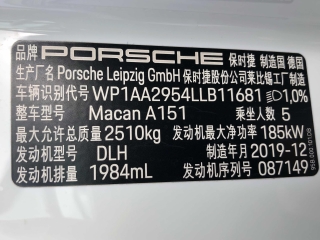 品牌 PORSCHE 保时捷 制造国 德国
生产厂名 Porsche Leipzig GmbH 保时捷股份公司莱比锡工厂制造
车辆识别代号 WP1AA2954LLB11681 1,0%
整车型号 Macan A151 乘坐人数 5
最大允许总质量 2510kg 发动机最大净功率 185kW
发动机型号 DLH 制造年月 2019-12
发动机排量 1984mL 发动机序列号 087149